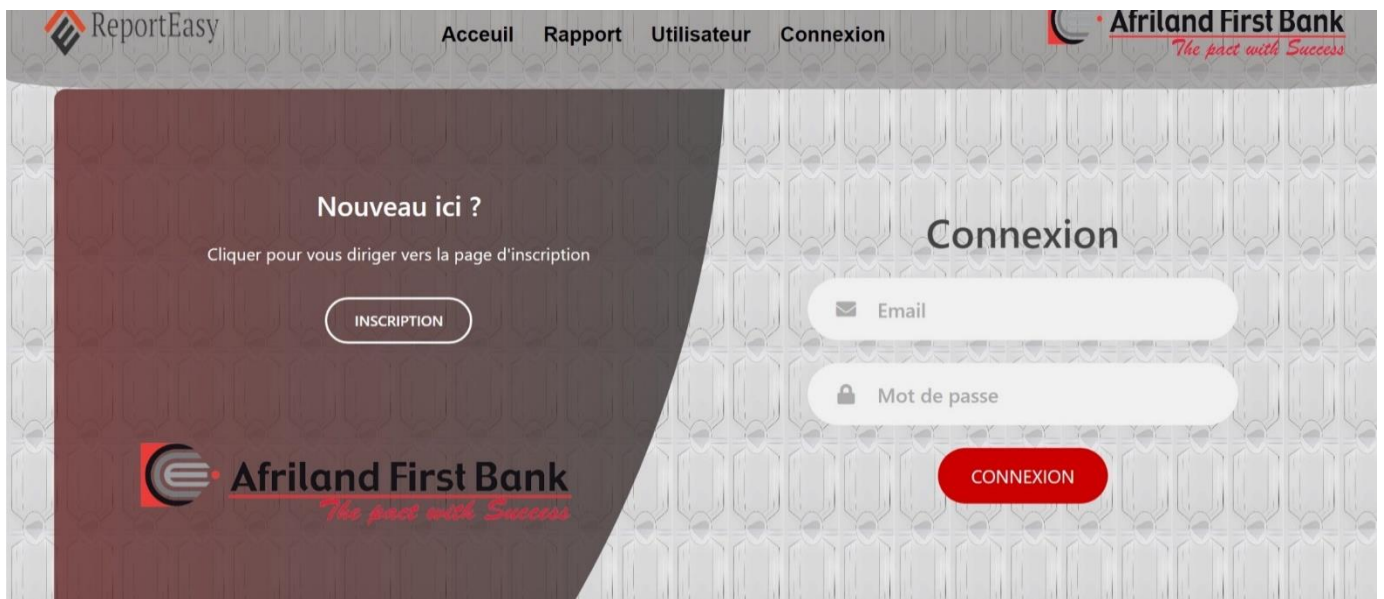 ReportEasy
Acceuil Rapport Utilisateur Connexion
Afriland First Bank
The pact with Success
Nouveau ici ?
Cliquer pour vous diriger vers la page d'inscription
INSCRIPTION
Afriland First Bank
The pact with Success
Connexion
Email
Mot de passe
CONNEXION